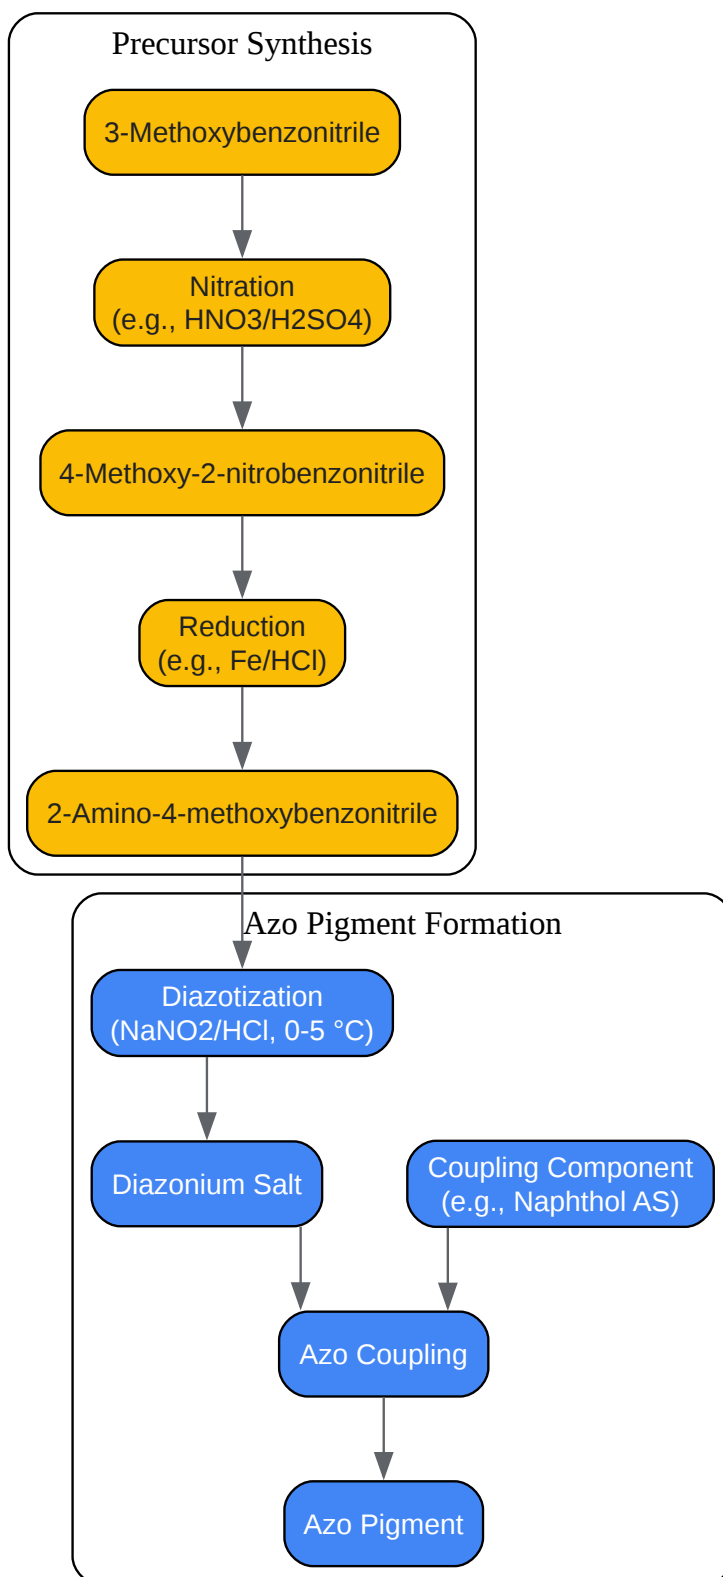 Precursor Synthesis
3-Methoxybenzonitrile
Nitration
(e.g., HNO3/H2SO4)
4-Methoxy-2-nitrobenzonitrile
Reduction
(e.g., Fe/HCl)
2-Amino-4-methoxybenzonitrile
Azo Pigment Formation
Diazotization
(NaNO2/HCl, 0-5 °C)
Diazonium Salt
Coupling Component
(e.g., Naphthol AS)
Azo Coupling
Azo Pigment